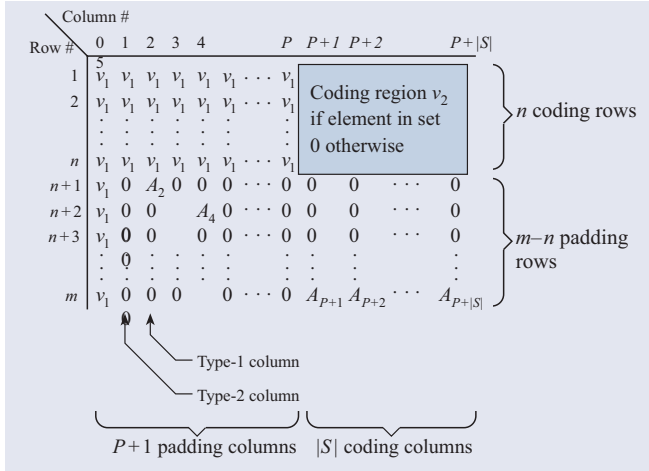 Column #
Row # 0 1 2 3 4 P P+1 P+2 P+|S|
5
1 v1 v1 v1 v1 v1 v1 ··· v1
2 v1 v1 v1 v1 v1 v1 ··· v1
Coding region v2
if element in set
0 otherwise
n coding rows
n v1 v1 v1 v1 v1 v1 ··· v1
n+1 v1 0 A2 0 0 0 ··· 0 0 0 ··· 0
n+2 v1 0 0 A4 0 ··· 0 0 0 ··· 0
n+3 v1 0 0 0 0 0 ··· 0 0 0 ··· 0
0
m–n padding
rows
m v1 0 0 0 0 ··· 0 AP+1 AP+2 ··· AP+|S|
0
Type-1 column
Type-2 column
P+1 padding columns |S| coding columns